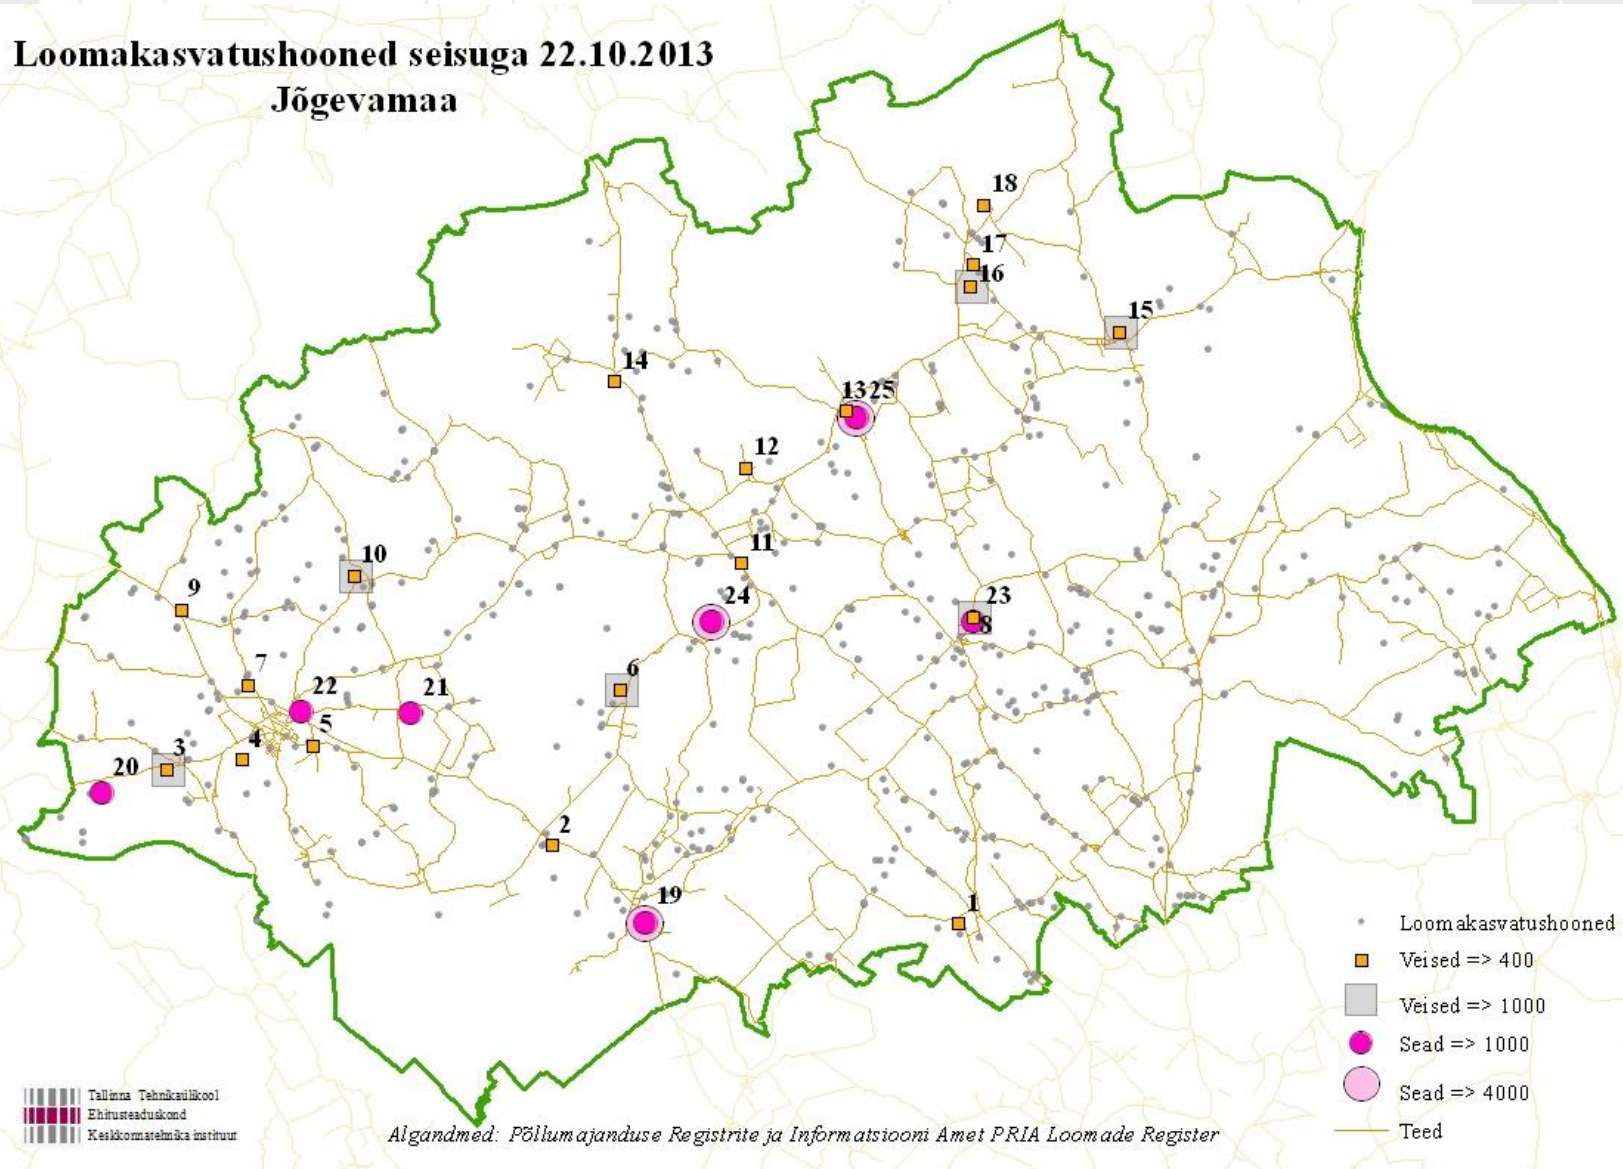 Loomakasvatushooned seisuga 22.10.2013
Jõgevamaa
18
17
16
15
14
13 25
12
11
10
9
24
23
8
7
6
22
21
5
4
3
20
2
19
1
Loomakasvatushooned
Veised => 400
Veised => 1000
Sead => 1000
Sead => 4000
Teed
Tallinna Tehnikaülikool
Ehitusteaduskond
Keskkonnatehnika instituut
Algandmed: Põllumajanduse Registrite ja Informatsiooni Amet PRIA Loomade Register